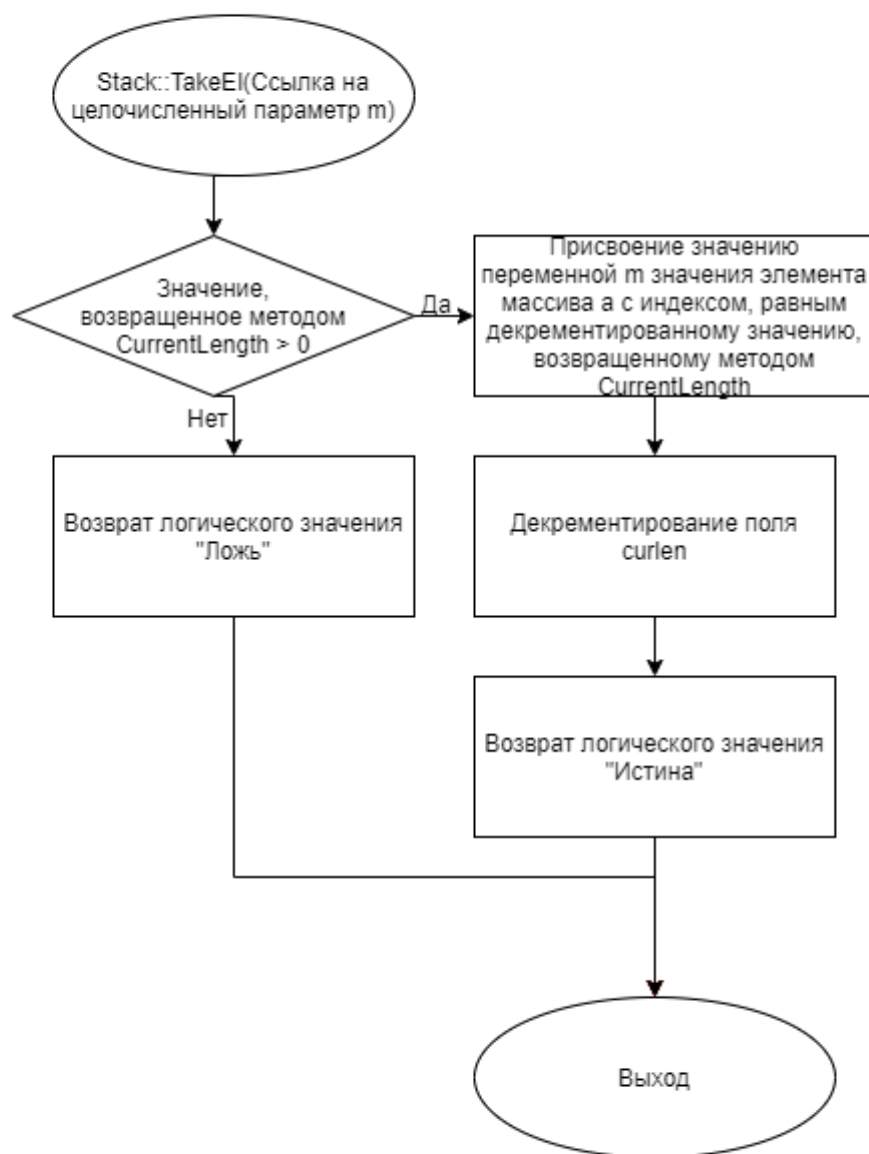 Stack::TakeEl(Ссылка на
целочисленный параметр m)
Значение,
возвращенное методом
CurrentLength > 0
Да
Присвоение значению
переменной m значения элемента
массива a с индексом, равным
декрементированному значению,
возвращенному методом
CurrentLength
Нет
Возврат логического значения
"Ложь"
Декрементирование поля
curlen
Возврат логического значения
"Истина"
Выход